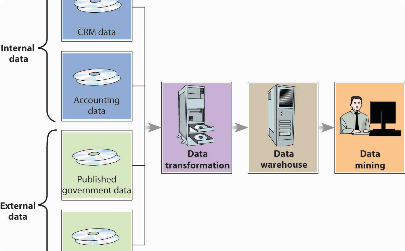 CRM data
Internal
data
Accounting
data
Data
transformation
Data
warehouse
Data
mining
Published
government data
External
data